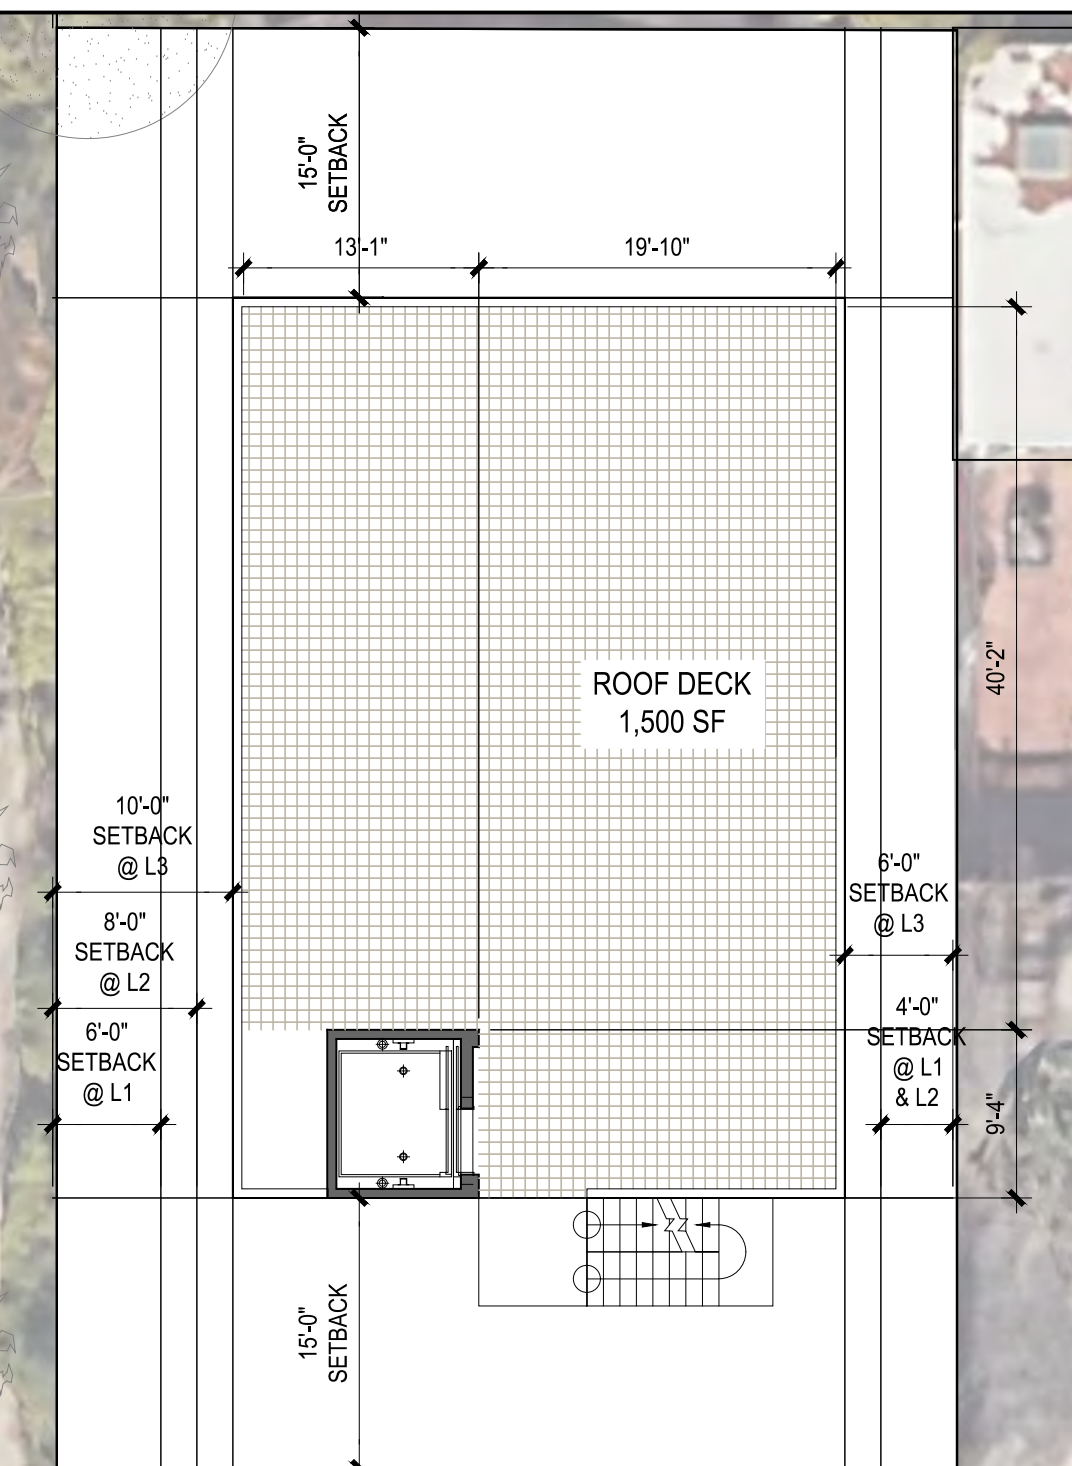 15'-0"
SETBACK
13'-1"
19'-10"
ROOF DECK
1,500 SF
40'-2"
10'-0"
SETBACK
@ L3
8'-0"
SETBACK
@ L2
6'-0"
SETBACK
@ L1
6'-0"
SETBACK
@ L3
4'-0"
SETBACK
@ L1
& L2
9'-4"
15'-0"
SETBACK